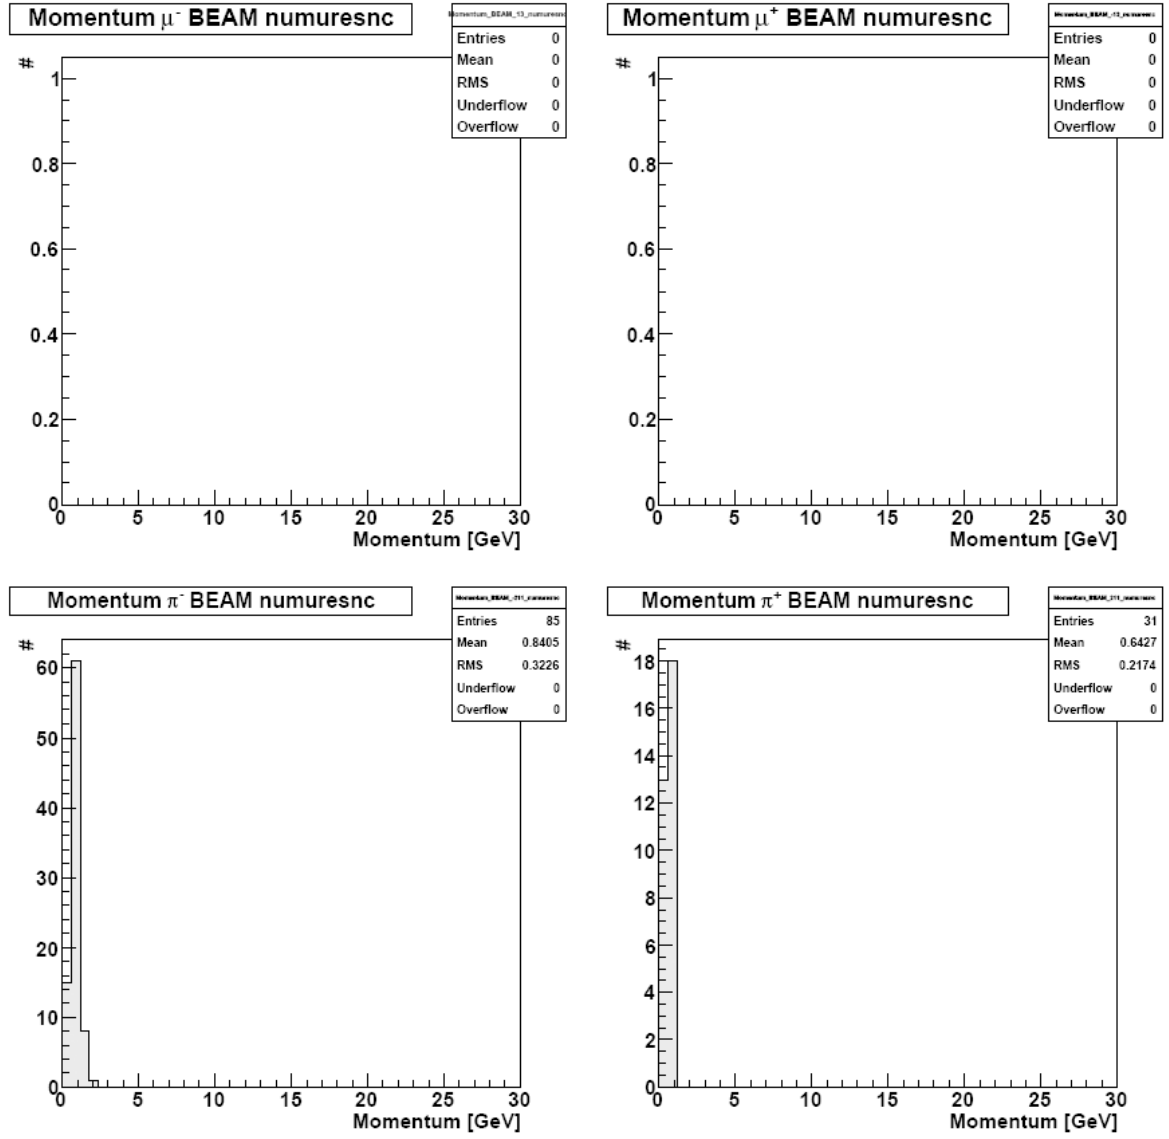 Momentum μ⁻ BEAM numuresnc
Momentum_BEAM_13_numuresnc
Entries 0
Mean 0
RMS 0
Underflow 0
Overflow 0
#
1
0.8
0.6
0.4
0.2
0
0 5 10 15 20 25 30
Momentum [GeV]
Momentum μ⁺ BEAM numuresnc
Momentum_BEAM_-13_numuresnc
Entries 0
Mean 0
RMS 0
Underflow 0
Overflow 0
#
1
0.8
0.6
0.4
0.2
0
0 5 10 15 20 25 30
Momentum [GeV]
Momentum π⁻ BEAM numuresnc
Momentum_BEAM_-211_numuresnc
Entries 85
Mean 0.8405
RMS 0.3226
Underflow 0
Overflow 0
#
60
50
40
30
20
10
0
0 5 10 15 20 25 30
Momentum [GeV]
Momentum π⁺ BEAM numuresnc
Momentum_BEAM_211_numuresnc
Entries 31
Mean 0.6427
RMS 0.2174
Underflow 0
Overflow 0
#
18
16
14
12
10
8
6
4
2
0
0 5 10 15 20 25 30
Momentum [GeV]